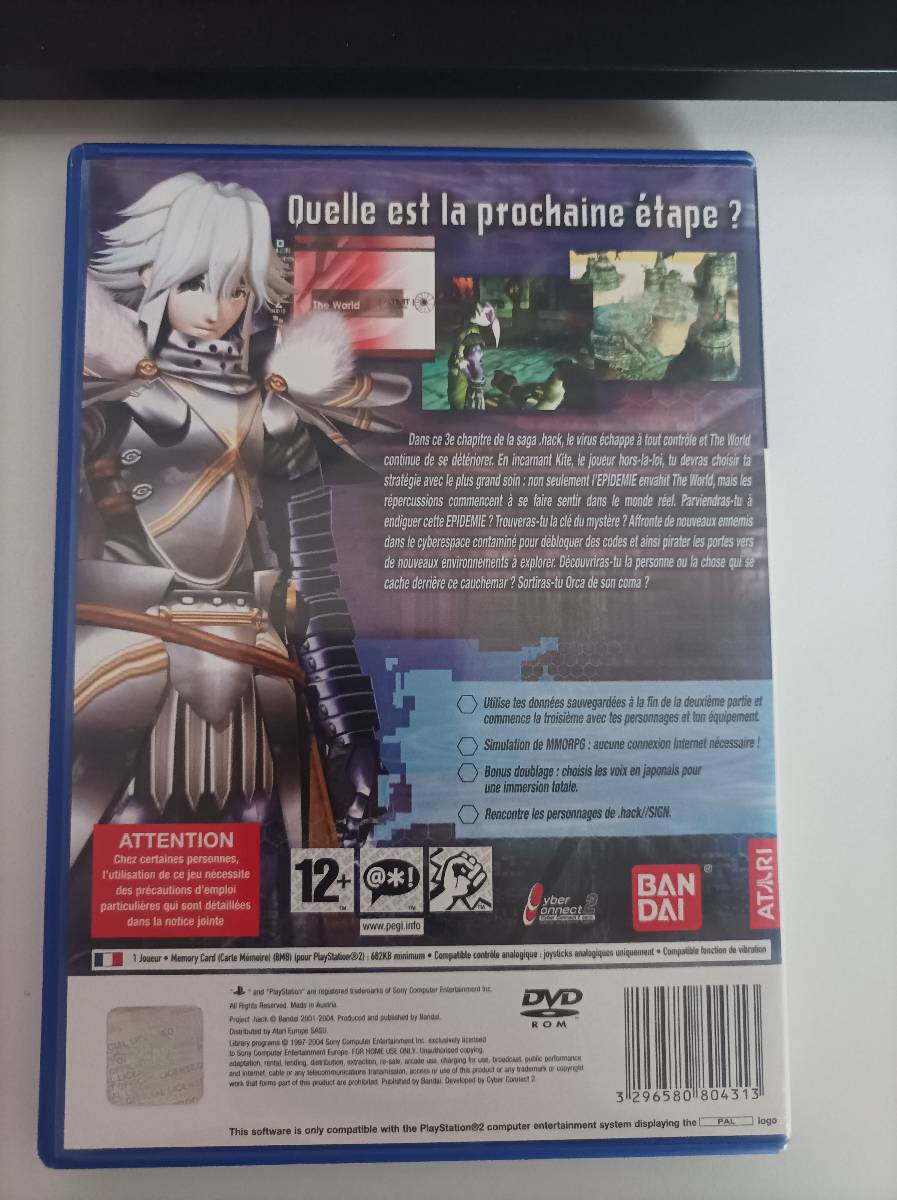 Quelle est la prochaine étape ?
The World
Dans ce 3e chapitre de la saga .hack, le virus échappe à tout contrôle et The World
continue de se détériorer. En incarnant Kite, le joueur hors-la-loi, tu devras choisir ta
stratégie avec le plus grand soin : non seulement l'EPIDEMIE envahit The World, mais les
répercussions commencent à se faire sentir dans le monde réel. Parviendras-tu à
endiguer cette EPIDEMIE ? Trouveras-tu la clé du mystère ? Affronte de nouveaux ennemis
dans le cyberespace contaminé pour débloquer des codes et ainsi pirater les portes vers
de nouveaux environnements à explorer. Découvriras-tu la personne ou la chose qui se
cache derrière ce cauchemar ? Sortiras-tu Orca de son coma ?
Utilise tes données sauvegardées à la fin de la deuxième partie et
commence la troisième avec tes personnages et ton équipement.
Simulation de MMORPG : aucune connexion Internet nécessaire !
Bonus doublage : choisis les voix en japonais pour
une immersion totale.
Rencontre les personnages de .hack//SIGN.
ATTENTION
Chez certaines personnes,
l'utilisation de ce jeu nécessite
des précautions d'emploi
particulières qui sont détaillées
dans la notice jointe
12+
@*!
www.pegi.info
Cyber
Connect2
BAN
DAI
ATARI
1 Joueur • Memory Card (Carte Mémoire) (8MB) (pour PlayStation®2) : 682KB minimum • Compatible contrôle analogique : joysticks analogiques uniquement • Compatible fonction de vibration
" " and "PlayStation" are registered trademarks of Sony Computer Entertainment Inc.
All Rights Reserved. Made in Austria.
Project .hack © Bandai 2001-2004. Produced and published by Bandai.
Distributed by Atari Europe SASU.
Library programs © 1997-2004 Sony Computer Entertainment Inc. exclusively licensed
to Sony Computer Entertainment Europe. FOR HOME USE ONLY. Unauthorised copying,
adaptation, rental, lending, distribution, extraction, re-sale, arcade use, charging for use, broadcast, public performance
and internet, cable or any telecommunications transmission, access or use of this product or any trademark or copyright
work that forms part of this product are prohibited. Published by Bandai. Developed by Cyber Connect 2.
DVD
ROM
3 296580 804313
This software is only compatible with the PlayStation®2 computer entertainment system displaying the PAL logo